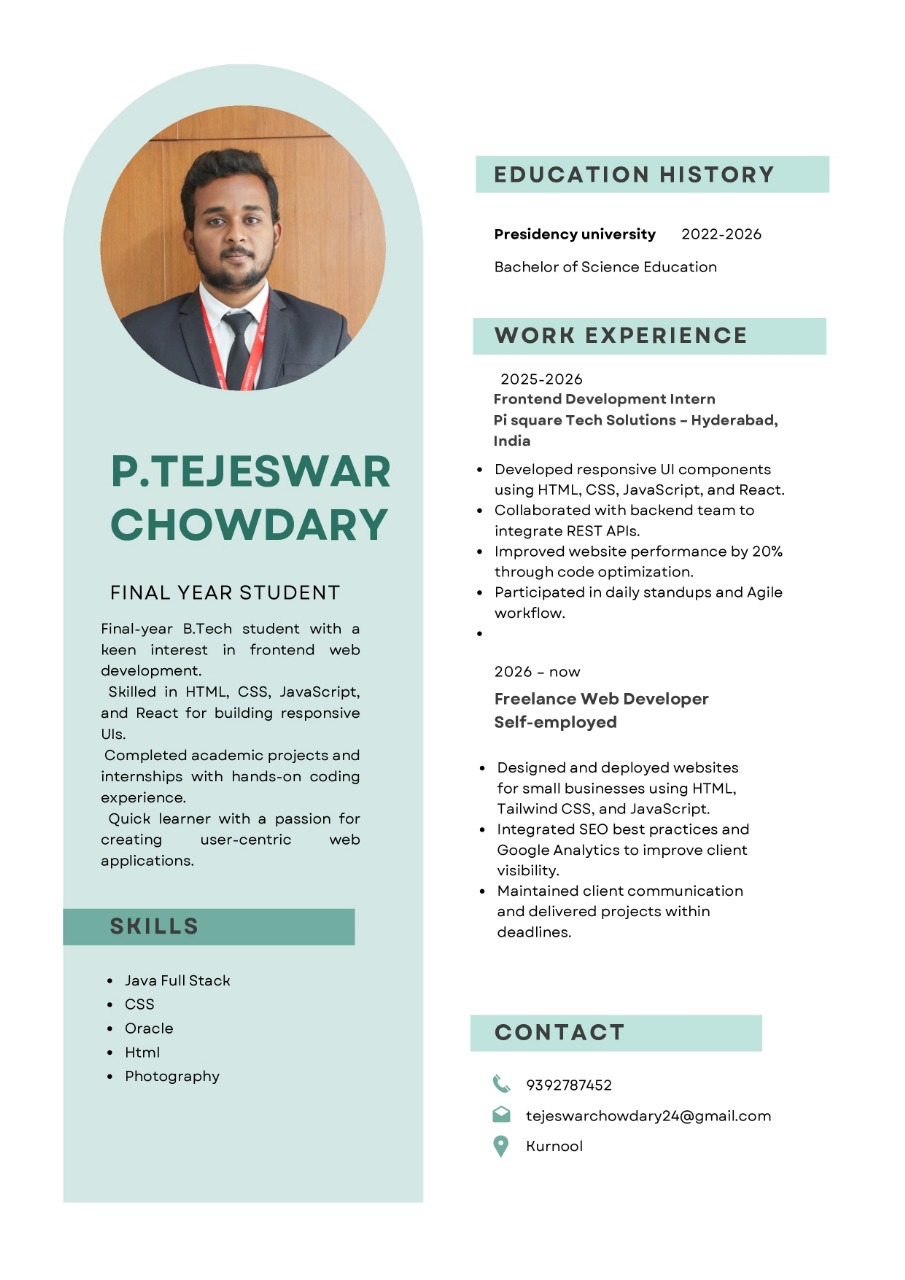 P.TEJESWAR
CHOWDARY
FINAL YEAR STUDENT
Final-year B.Tech student with a
keen interest in frontend web
development.
Skilled in HTML, CSS, JavaScript,
and React for building responsive
UIs.
Completed academic projects and
internships with hands-on coding
experience.
Quick learner with a passion for
creating user-centric web
applications.
SKILLS
• Java Full Stack
• CSS
• Oracle
• Html
• Photography
EDUCATION HISTORY
Presidency university 2022-2026
Bachelor of Science Education
WORK EXPERIENCE
2025-2026
Frontend Development Intern
Pi square Tech Solutions – Hyderabad,
India
• Developed responsive UI components
using HTML, CSS, JavaScript, and React.
• Collaborated with backend team to
integrate REST APIs.
• Improved website performance by 20%
through code optimization.
• Participated in daily standups and Agile
workflow.
•
2026 – now
Freelance Web Developer
Self-employed
• Designed and deployed websites
for small businesses using HTML,
Tailwind CSS, and JavaScript.
• Integrated SEO best practices and
Google Analytics to improve client
visibility.
• Maintained client communication
and delivered projects within
deadlines.
CONTACT
9392787452
tejeswarchowdary24@gmail.com
Kurnool